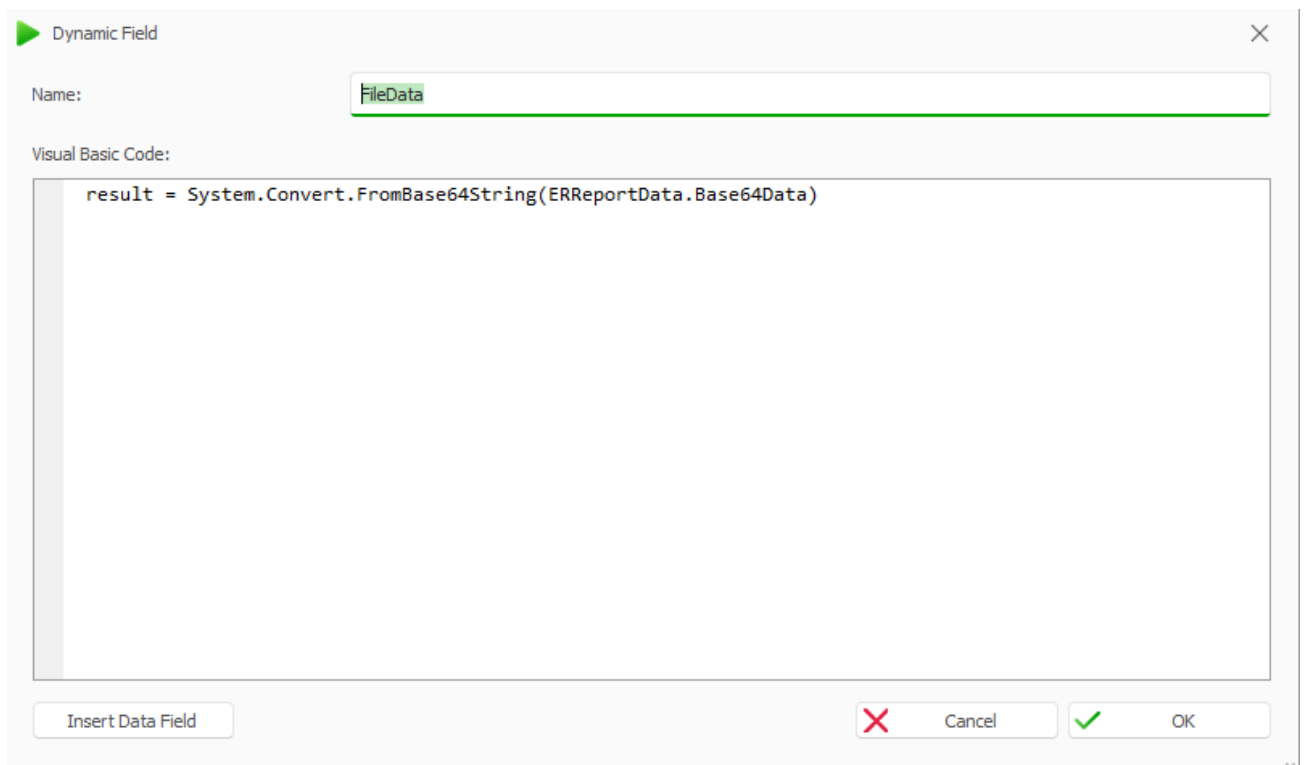 Dynamic Field
Name:
FileData
Visual Basic Code:
result = System.Convert.FromBase64String(ERReportData.Base64Data)
Insert Data Field
Cancel
OK